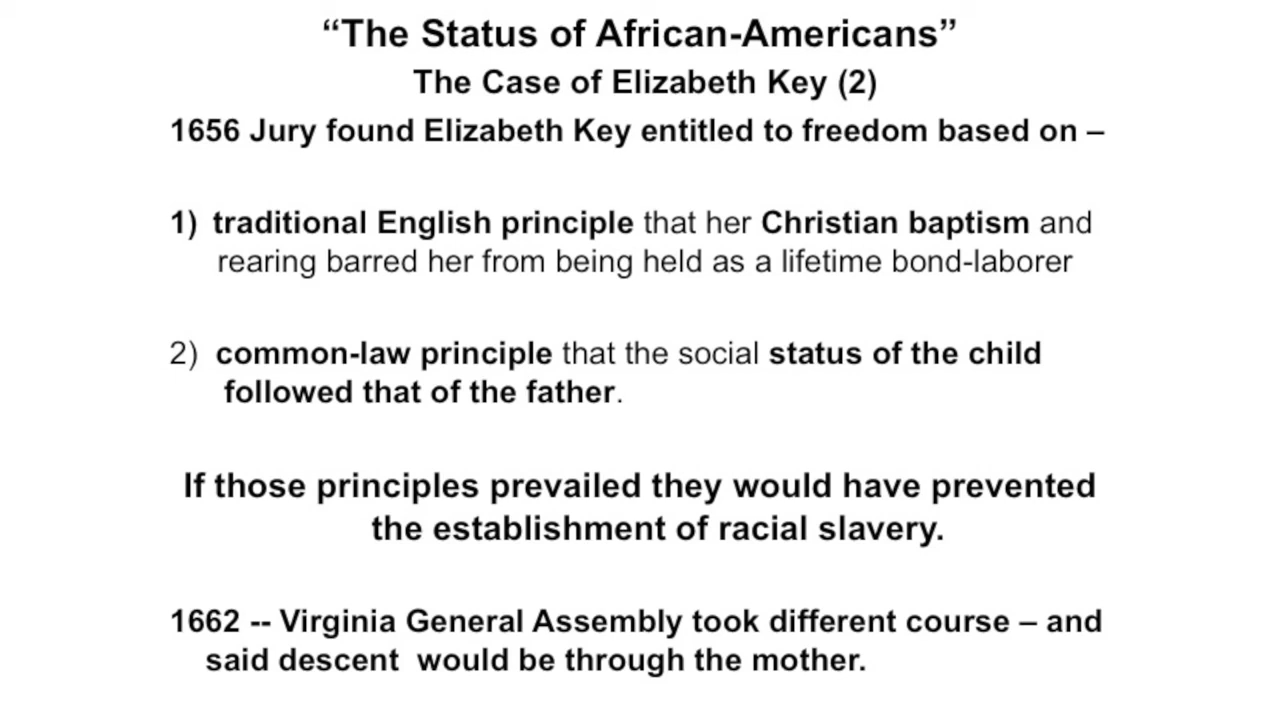 “The Status of African-Americans”
The Case of Elizabeth Key (2)
1656 Jury found Elizabeth Key entitled to freedom based on –
1) traditional English principle that her Christian baptism and
rearing barred her from being held as a lifetime bond-laborer
2) common-law principle that the social status of the child
followed that of the father.
If those principles prevailed they would have prevented
the establishment of racial slavery.
1662 -- Virginia General Assembly took different course – and
said descent would be through the mother.